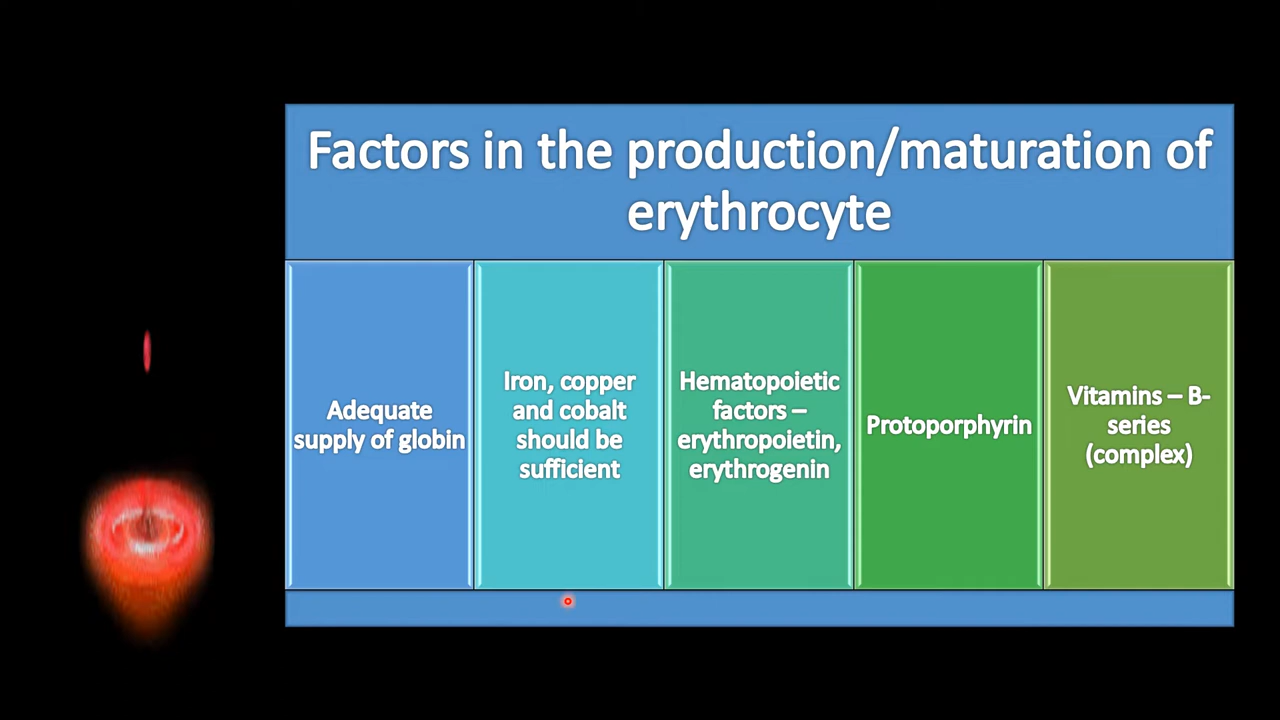 Factors in the production/maturation of
erythrocyte
Adequate
supply of globin
Iron, copper
and cobalt
should be
sufficient
Hematopoietic
factors –
erythropoietin,
erythrogenin
Protoporphyrin
Vitamins – B-
series
(complex)